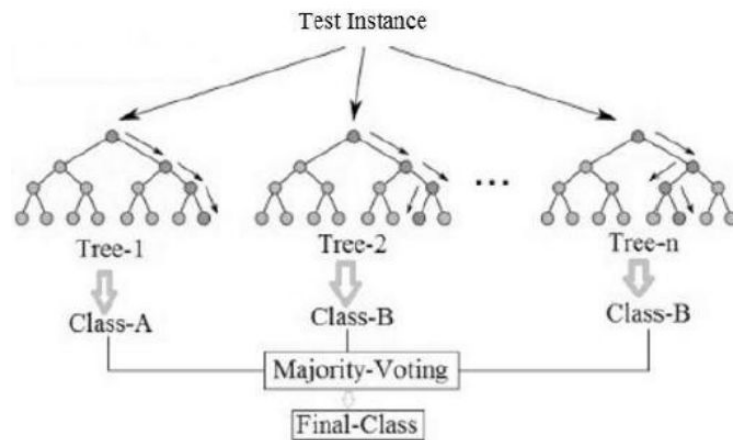 Test Instance
Tree-1
Tree-2
Tree-n
Class-A
Class-B
Class-B
Majority-Voting
Final-Class